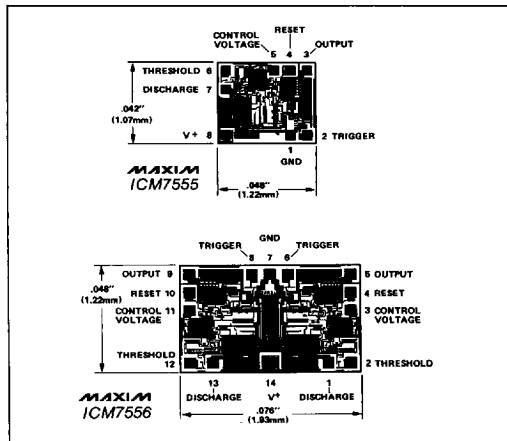 RESET
CONTROL
VOLTAGE 5 4 3 OUTPUT
THRESHOLD 6
DISCHARGE 7
.042"
(1.07mm)
V+ 8
2 TRIGGER
1
GND
MAXIM
ICM7555
.048"
(1.22mm)
GND
TRIGGER TRIGGER
8 7 6
OUTPUT 9 5 OUTPUT
.048"
(1.22mm)
RESET 10 4 RESET
CONTROL 11 3 CONTROL
VOLTAGE VOLTAGE
THRESHOLD
12 2 THRESHOLD
13 14 1
DISCHARGE V+ DISCHARGE
MAXIM
ICM7556
.076"
(1.93mm)